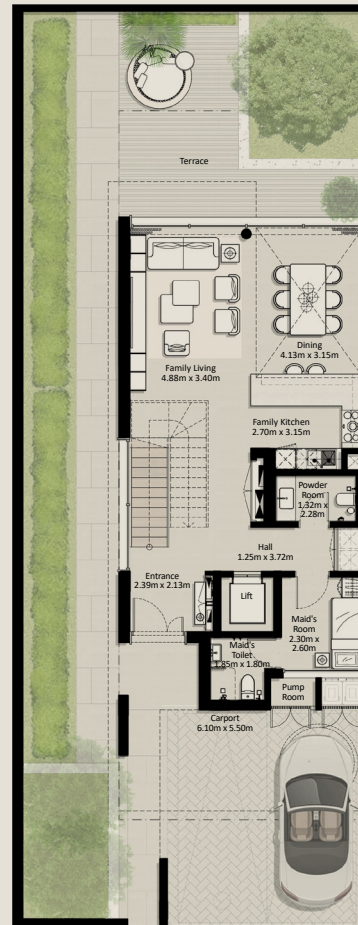 Terrace
Dining
4.13m x 3.15m
Family Living
4.88m x 3.40m
Family Kitchen
2.70m x 3.15m
Powder
Room
1.32m x
2.28m
Hall
1.25m x 3.72m
Entrance
2.39m x 2.13m
Lift
Maid's
Room
2.30m x
2.60m
Maid's
Toilet
1.85m x 1.80m
Pump
Room
Carport
6.10m x 5.50m